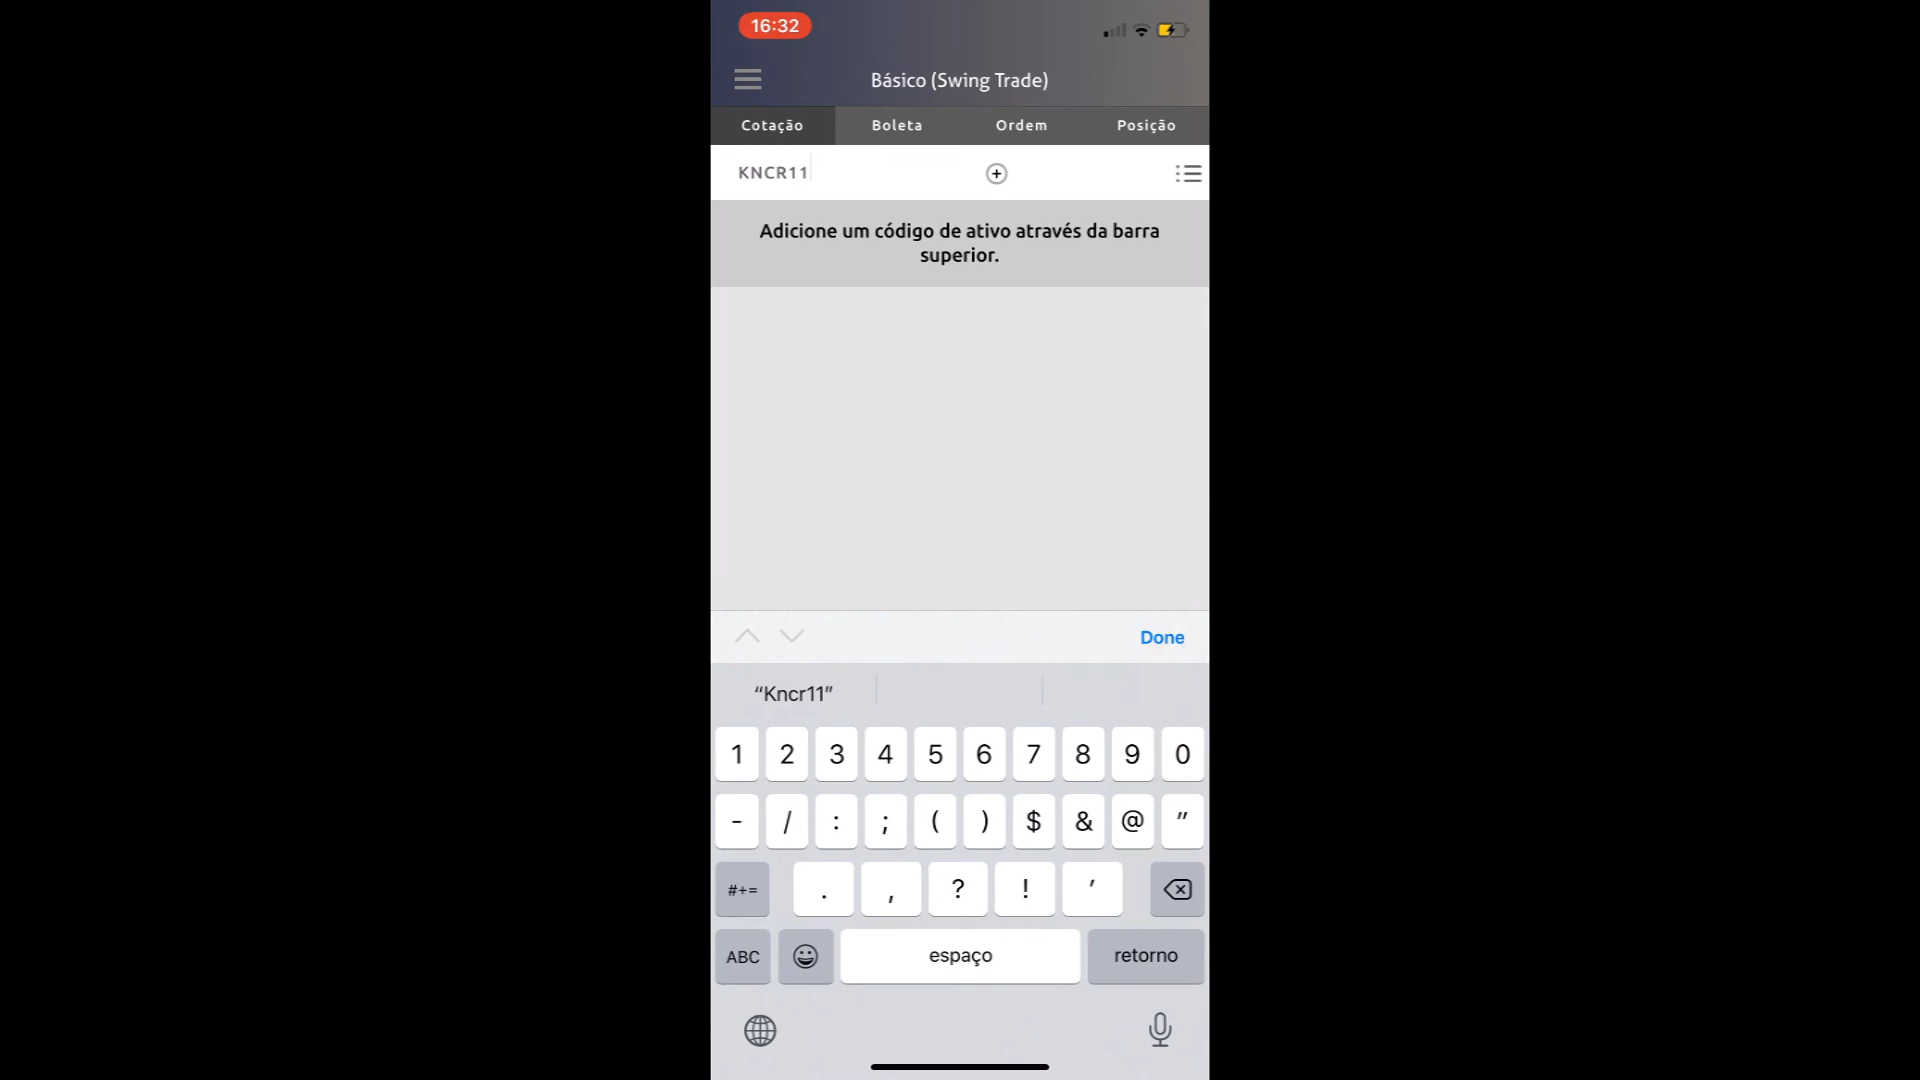 16:32
Básico (Swing Trade)
Cotação Boleta Ordem Posição
KNCR11
Adicione um código de ativo através da barra
superior.
Done
“Kncr11”
1 2 3 4 5 6 7 8 9 0
- / : ; ( ) $ & @ "
#+= . , ? ! '
ABC espaço retorno